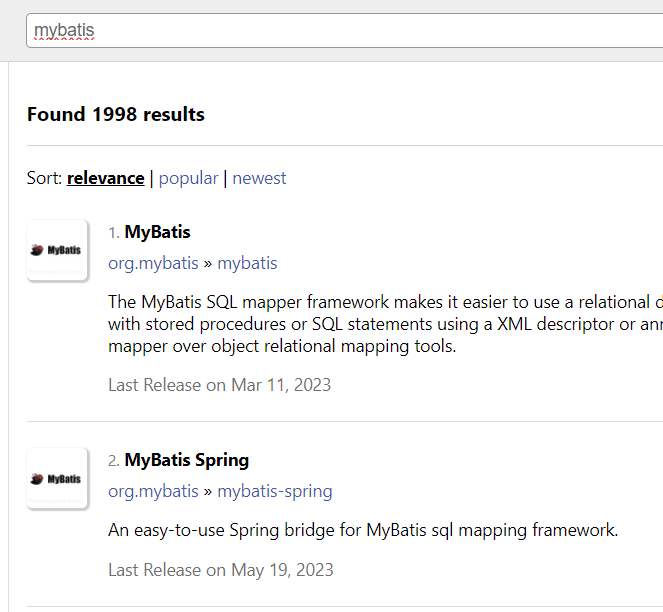 mybatis
Found 1998 results
Sort: relevance | popular | newest
MyBatis
1. MyBatis
org.mybatis » mybatis
The MyBatis SQL mapper framework makes it easier to use a relational
with stored procedures or SQL statements using a XML descriptor or
mapper over object relational mapping tools.
Last Release on Mar 11, 2023
MyBatis
2. MyBatis Spring
org.mybatis » mybatis-spring
An easy-to-use Spring bridge for MyBatis sql mapping framework.
Last Release on May 19, 2023